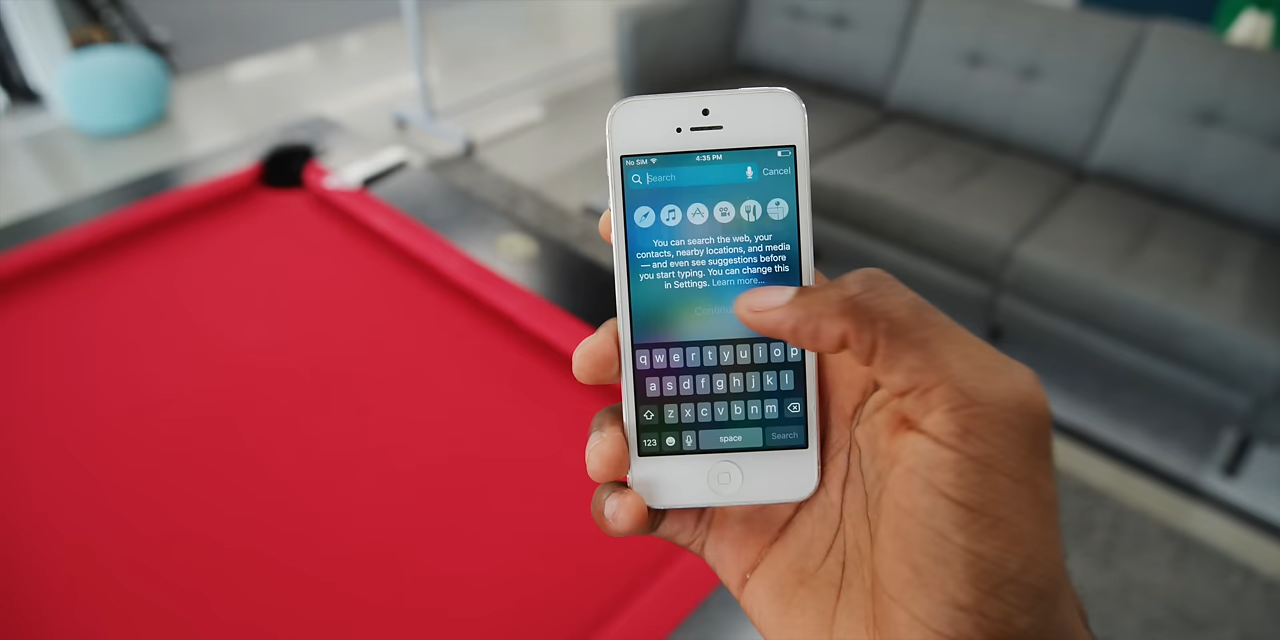 No SIM 4:35 PM
Search Cancel
You can search the web, your
contacts, nearby locations, and media
— and even see suggestions before
you start typing. You can change this
in Settings. Learn more...
q w e r t y u i o p
a s d f g h j k l
z x c v b n m
123 space Search